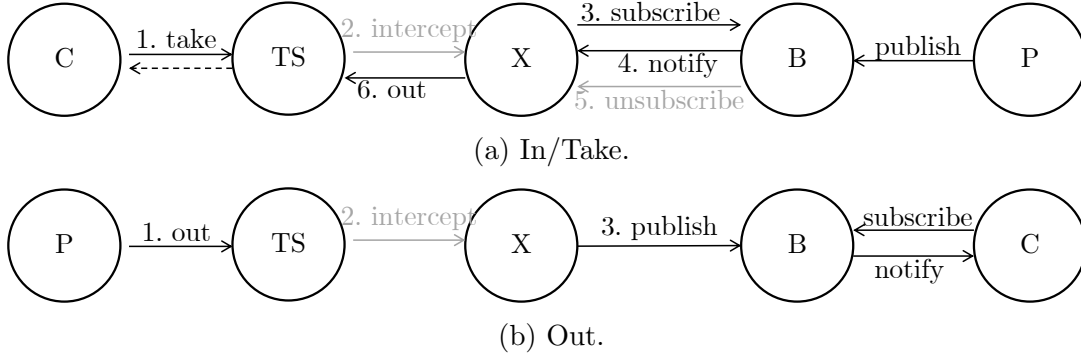 C
1. take
TS
2. intercept
X
3. subscribe
4. notify
5. unsubscribe
6. out
B
publish
P
(a) In/Take.
P
1. out
TS
2. intercept
X
3. publish
B
subscribe
notify
C
(b) Out.